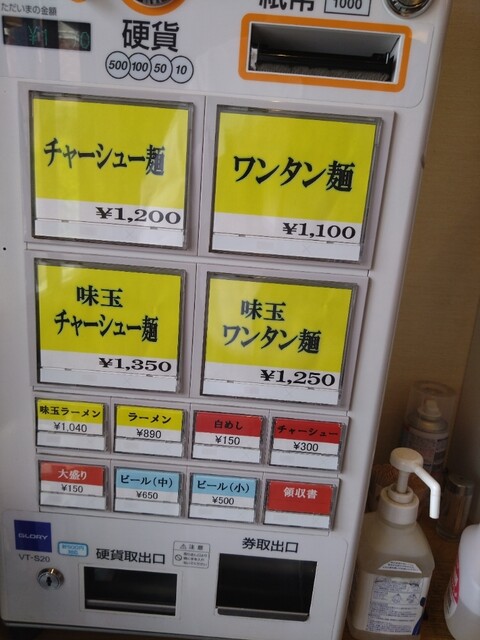 ただいまの金額
硬貨
500 100 50 10
紙幣
1000
チャーシュー麺
¥1,200
ワンタン麺
¥1,100
味玉
チャーシュー麺
¥1,350
味玉
ワンタン麺
¥1,250
味玉ラーメン
¥1,040
ラーメン
¥890
白めし
¥150
チャーシュー
¥300
大盛り
¥150
ビール(中)
¥650
ビール(小)
¥500
領収書
GLORY
VT-S20
硬貨取出口
注意
券取出口